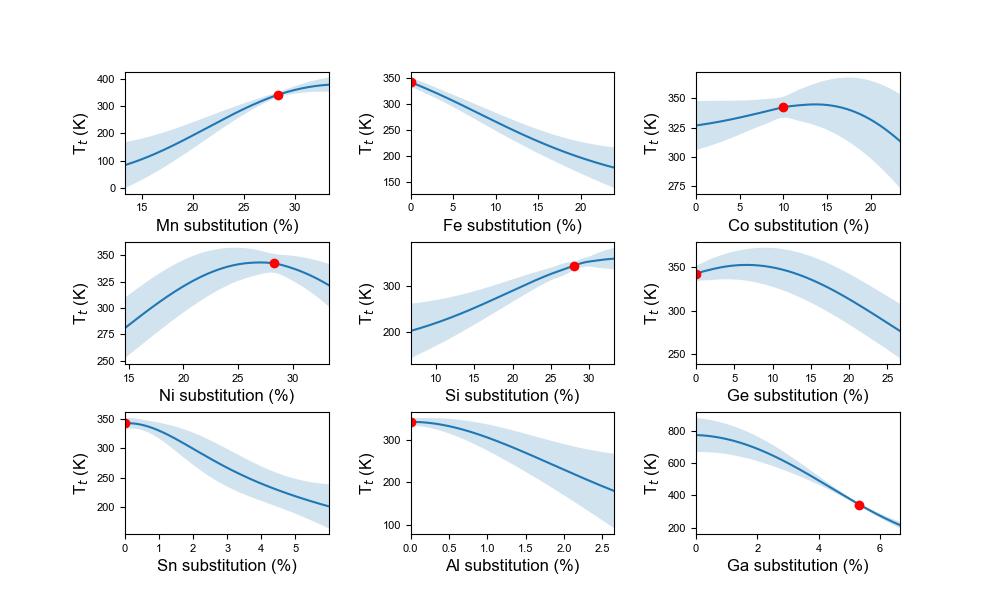 400
300
200
100
0
T_t (K)
15 20 25 30
Mn substitution (%)
350
300
250
200
150
T_t (K)
0 5 10 15 20
Fe substitution (%)
350
325
300
275
T_t (K)
0 5 10 15 20
Co substitution (%)
350
325
300
275
250
T_t (K)
15 20 25 30
Ni substitution (%)
300
200
T_t (K)
10 15 20 25 30
Si substitution (%)
350
300
250
T_t (K)
0 5 10 15 20 25
Ge substitution (%)
350
300
250
200
T_t (K)
0 1 2 3 4 5
Sn substitution (%)
300
200
100
T_t (K)
0.0 0.5 1.0 1.5 2.0 2.5
Al substitution (%)
800
600
400
200
T_t (K)
0 2 4 6
Ga substitution (%)